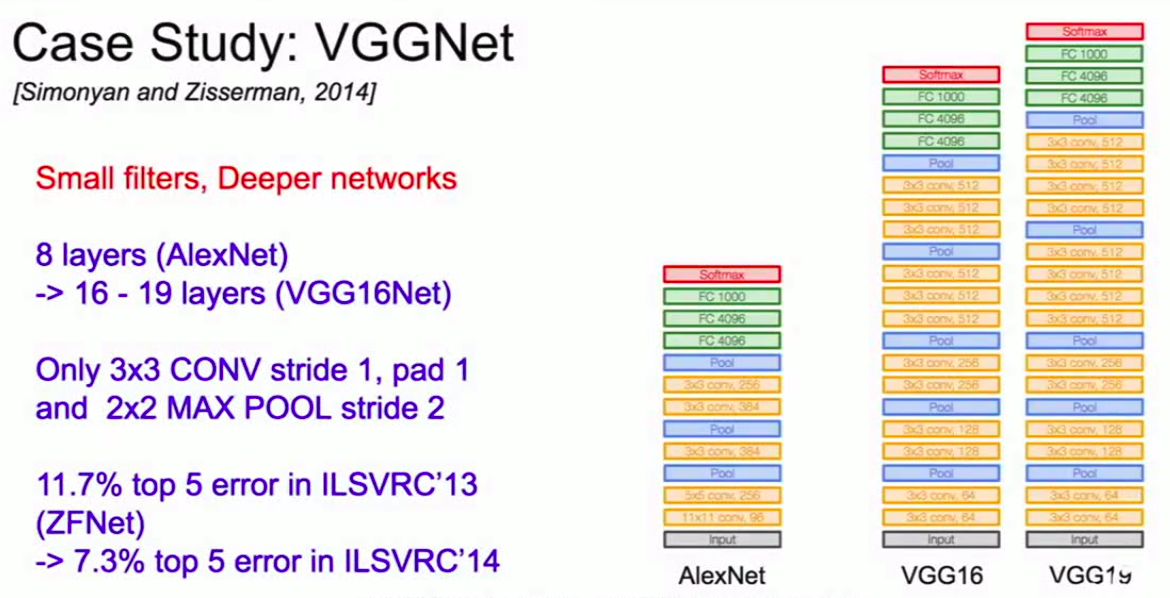 Case Study: VGGNet
[Simonyan and Zisserman, 2014]
Small filters, Deeper networks
8 layers (AlexNet)
-> 16 - 19 layers (VGG16Net)
Only 3x3 CONV stride 1, pad 1
and 2x2 MAX POOL stride 2
11.7% top 5 error in ILSVRC'13
(ZFNet)
-> 7.3% top 5 error in ILSVRC'14
Softmax
FC 1000
FC 4096
FC 4096
Pool
3x3 conv, 256
3x3 conv, 384
Pool
3x3 conv, 384
Pool
5x5 conv, 256
11x11 conv, 96
Input
AlexNet
Softmax
FC 1000
FC 4096
FC 4096
Pool
3x3 conv, 512
3x3 conv, 512
3x3 conv, 512
Pool
3x3 conv, 512
3x3 conv, 512
3x3 conv, 512
Pool
3x3 conv, 256
3x3 conv, 256
Pool
3x3 conv, 128
3x3 conv, 128
Pool
3x3 conv, 64
3x3 conv, 64
Input
VGG16
Softmax
FC 1000
FC 4096
FC 4096
Pool
3x3 conv, 512
3x3 conv, 512
3x3 conv, 512
3x3 conv, 512
Pool
3x3 conv, 512
3x3 conv, 512
3x3 conv, 512
3x3 conv, 512
Pool
3x3 conv, 256
3x3 conv, 256
Pool
3x3 conv, 128
3x3 conv, 128
Pool
3x3 conv, 64
3x3 conv, 64
Input
VGG19